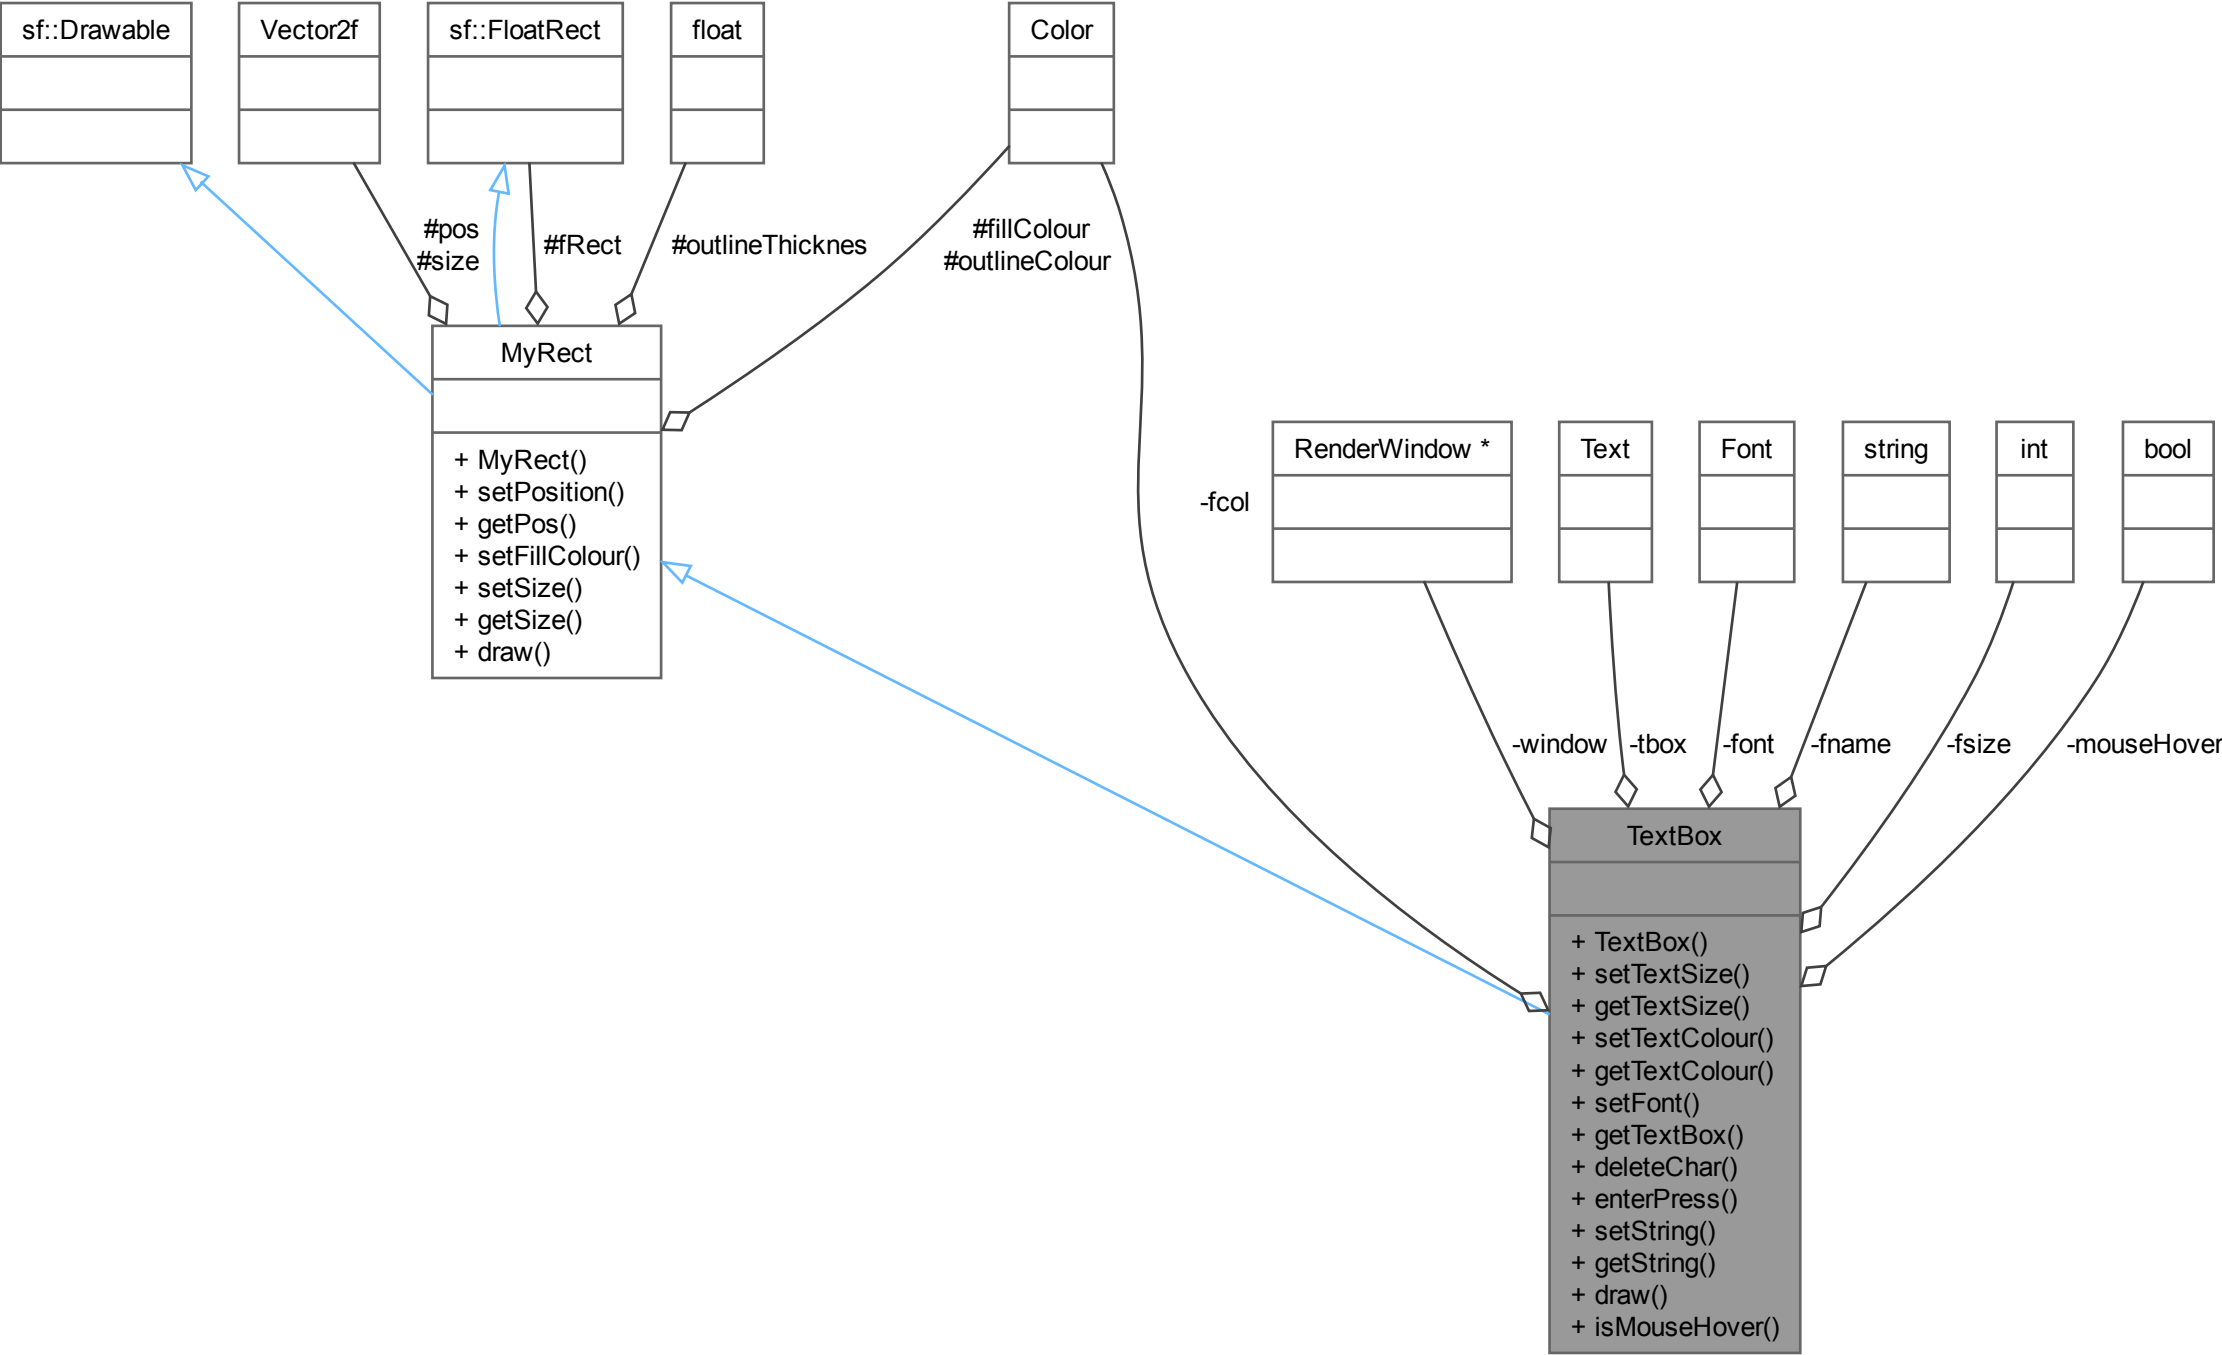 sf::Drawable
Vector2f
sf::FloatRect
float
Color
#pos
#size
#fRect
#outlineThicknes
#fillColour
#outlineColour
MyRect
+ MyRect()
+ setPosition()
+ getPos()
+ setFillColour()
+ setSize()
+ getSize()
+ draw()
-fcol
RenderWindow *
Text
Font
string
int
bool
-window
-tbox
-font
-fname
-fsize
-mouseHover
TextBox
+ TextBox()
+ setTextSize()
+ getTextSize()
+ setTextColour()
+ getTextColour()
+ setFont()
+ getTextBox()
+ deleteChar()
+ enterPress()
+ setString()
+ getString()
+ draw()
+ isMouseHover()